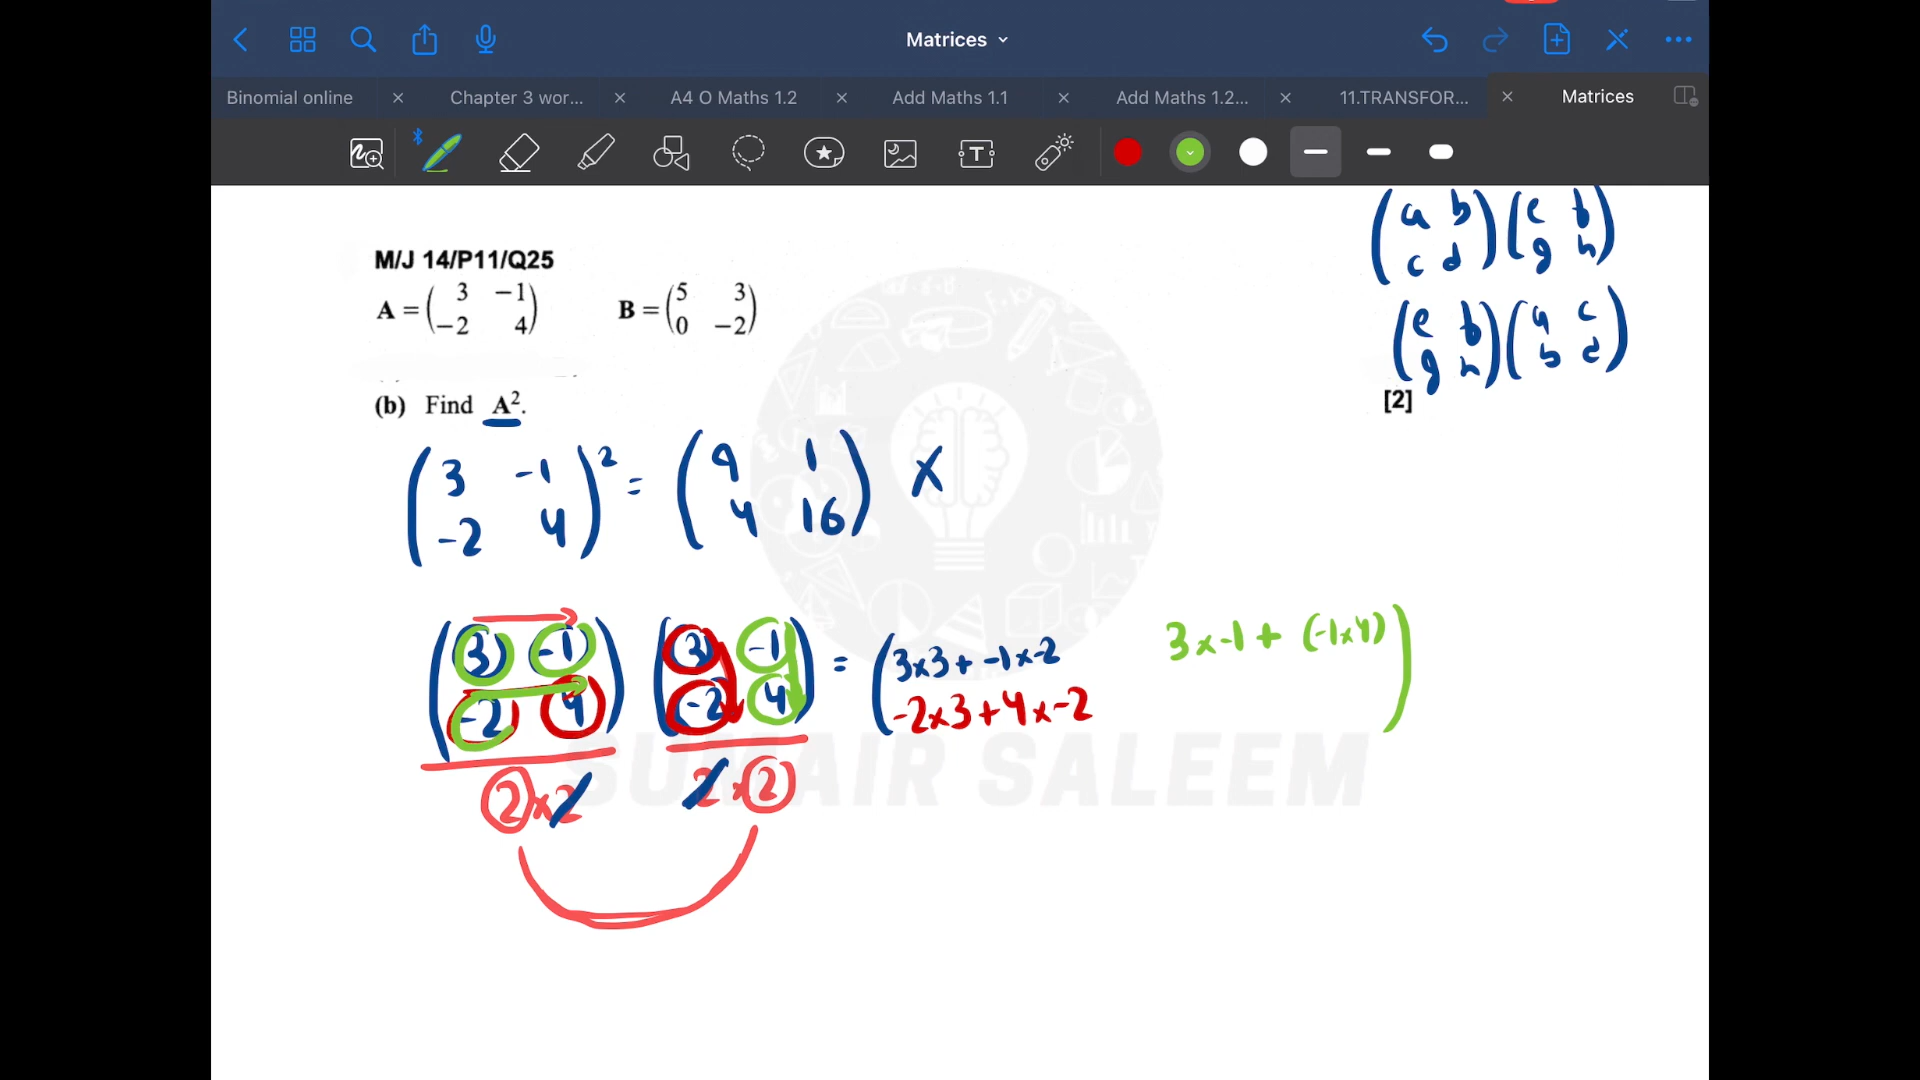 Matrices
Binomial online × Chapter 3 wor... × A4 O Maths 1.2 × Add Maths 1.1 × Add Maths 1.2... × 11.TRANSFOR... × Matrices
(a b) (e f)
(c d) (g h)
(e f) (a c)
(g h) (b d)
M/J 14/P11/Q25
A = ( 3 −1 ) B = ( 5 3 )
( −2 4 ) ( 0 −2 )
(b) Find A². [2]
( 3 -1 )² = ( 9 1 ) X
( -2 4 ) ( 4 16 )
( 3 -1 ) ( 3 -1 ) = ( 3x3 + -1x-2 3x-1 + (-1x4) )
( -2 4 ) ( -2 4 ) ( -2x3+4x-2 )
SUMAIR SALEEM
2x2 2x2